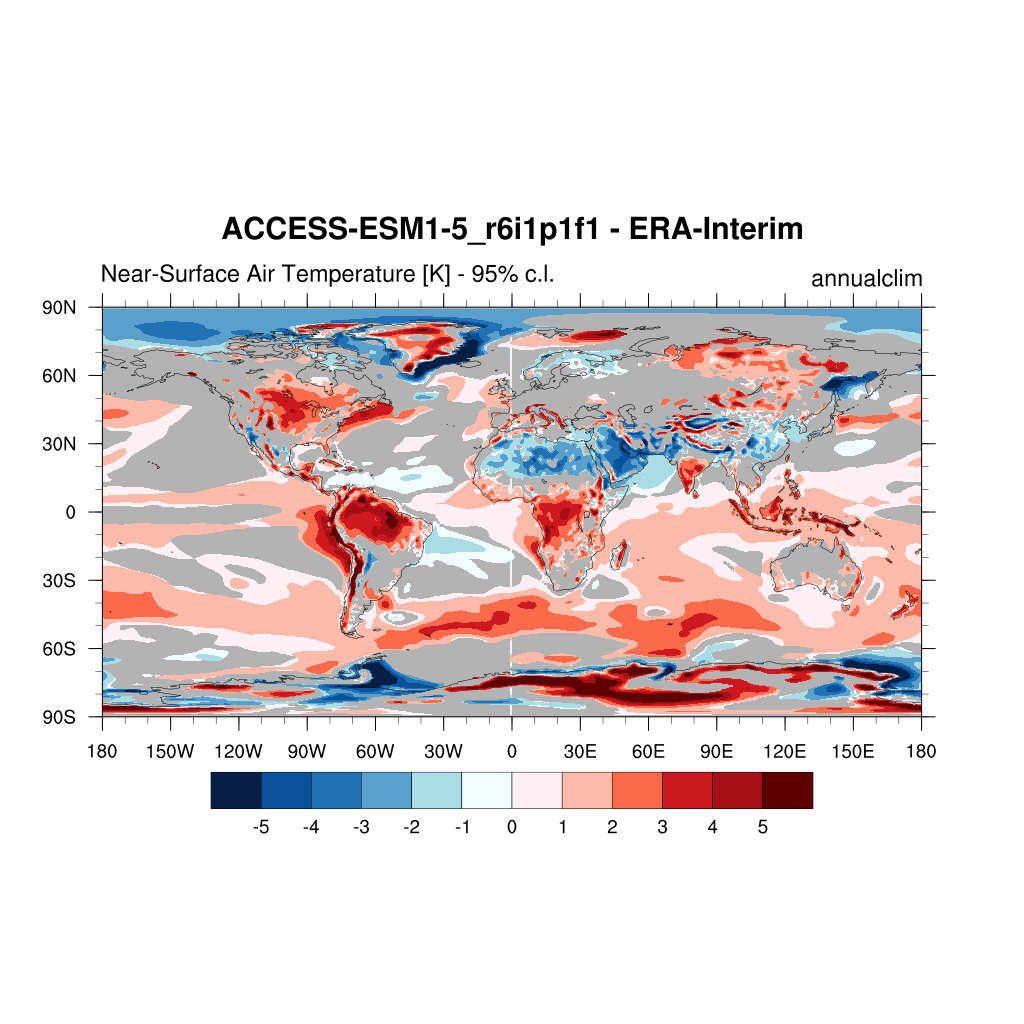 ACCESS-ESM1-5_r6i1p1f1 - ERA-Interim
Near-Surface Air Temperature [K] - 95% c.l.
annualclim
90N
60N
30N
0
30S
60S
90S
180 150W 120W 90W 60W 30W 0 30E 60E 90E 120E 150E 180
-5 -4 -3 -2 -1 0 1 2 3 4 5